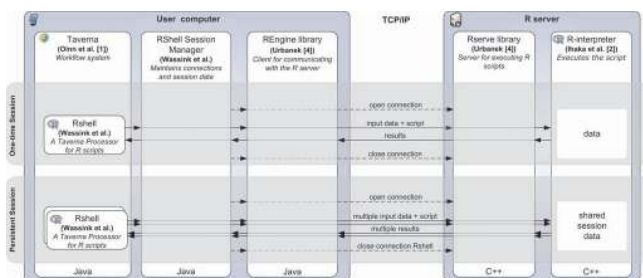 User computer
TCP/IP
R server
Taverna
(Oinn et al. [1])
Workflow system
RShell Session
Manager
(Wassink et al.)
Maintains connections
and session data
REngine library
(Urbanek [4])
Client for communicating
with the R server
Rserve library
(Urbanek [4])
Server for executing R
scripts
R-interpreter
(Ihaka et al. [2])
Executes the script
One-time Session
Rshell
(Wassink et al.)
A Taverna Processor
for R scripts
open connection
input data + script
results
close connection
data
Persistent Session
Rshell
(Wassink et al.)
A Taverna Processor
for R scripts
open connection
multiple input data + script
multiple results
close connection Rshell
shared
session
data
Java
Java
Java
C++
C++